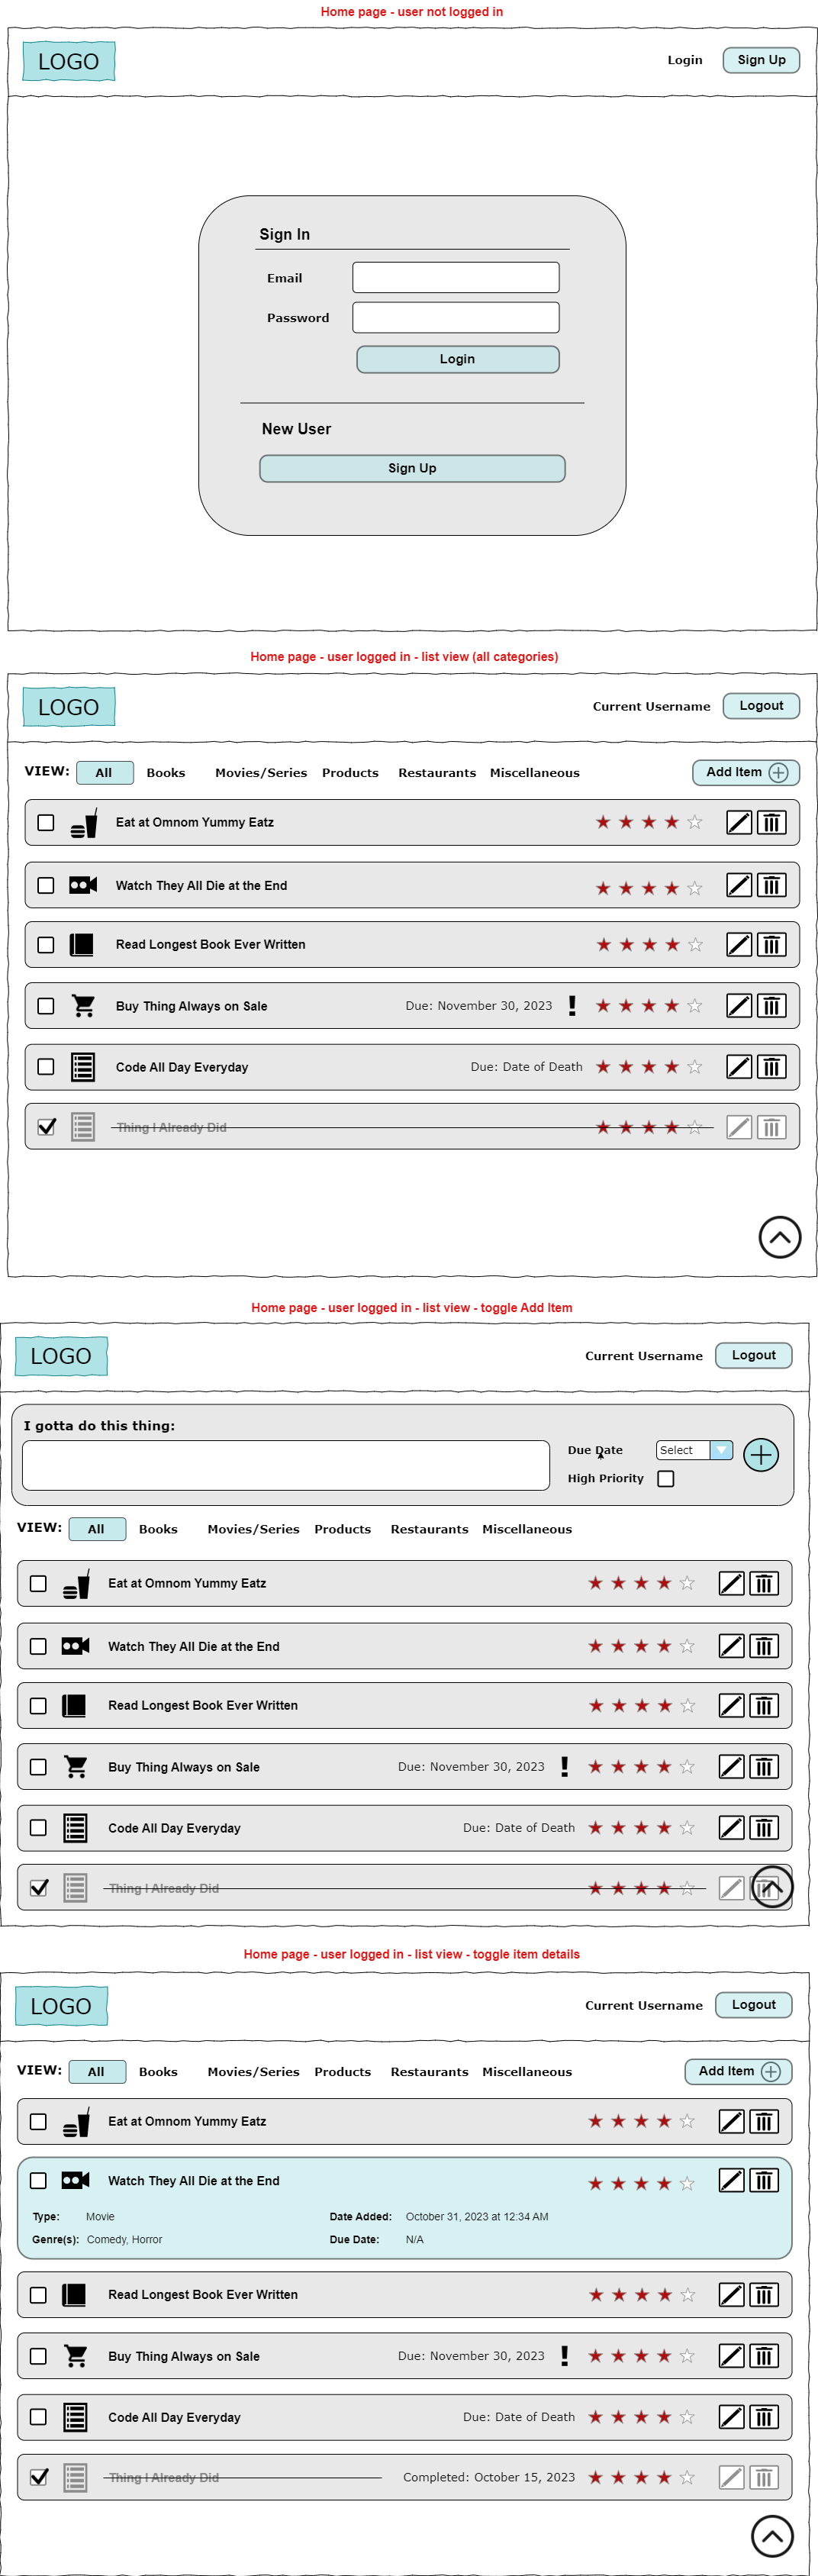 Home page - user not logged in
LOGO Login Sign Up
Sign In
Email
Password
Login
New User
Sign Up
Home page - user logged in - list view (all categories)
LOGO Current Username Logout
VIEW: All Books Movies/Series Products Restaurants Miscellaneous Add Item
Eat at Omnom Yummy Eatz
Watch They All Die at the End
Read Longest Book Ever Written
Buy Thing Always on Sale Due: November 30, 2023 !
Code All Day Everyday Due: Date of Death
Thing I Already Did
Home page - user logged in - list view - toggle Add Item
LOGO Current Username Logout
I gotta do this thing:
Due Date Select
High Priority
VIEW: All Books Movies/Series Products Restaurants Miscellaneous
Eat at Omnom Yummy Eatz
Watch They All Die at the End
Read Longest Book Ever Written
Buy Thing Always on Sale Due: November 30, 2023 !
Code All Day Everyday Due: Date of Death
Thing I Already Did
Home page - user logged in - list view - toggle item details
LOGO Current Username Logout
VIEW: All Books Movies/Series Products Restaurants Miscellaneous Add Item
Eat at Omnom Yummy Eatz
Watch They All Die at the End
Type: Movie Date Added: October 31, 2023 at 12:34 AM
Genre(s): Comedy, Horror Due Date: N/A
Read Longest Book Ever Written
Buy Thing Always on Sale Due: November 30, 2023 !
Code All Day Everyday Due: Date of Death
Thing I Already Did Completed: October 15, 2023